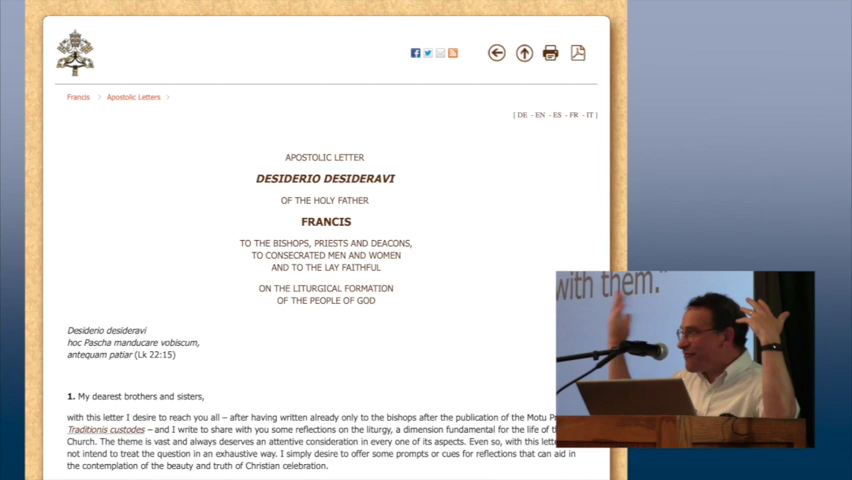 Francis > Apostolic Letters >
[ DE - EN - ES - FR - IT ]
APOSTOLIC LETTER
DESIDERIO DESIDERAVI
OF THE HOLY FATHER
FRANCIS
TO THE BISHOPS, PRIESTS AND DEACONS,
TO CONSECRATED MEN AND WOMEN
AND TO THE LAY FAITHFUL
ON THE LITURGICAL FORMATION
OF THE PEOPLE OF GOD
Desiderio desideravi
hoc Pascha manducare vobiscum,
antequam patiar (Lk 22:15)
1. My dearest brothers and sisters,
with this letter I desire to reach you all – after having written already only to the bishops after the publication of the Motu
Traditionis custodes – and I write to share with you some reflections on the liturgy, a dimension fundamental for the life of
Church. The theme is vast and always deserves an attentive consideration in every one of its aspects. Even so, with this
not intend to treat the question in an exhaustive way. I simply desire to offer some prompts or cues for reflections that can aid in
the contemplation of the beauty and truth of Christian celebration.
with them."